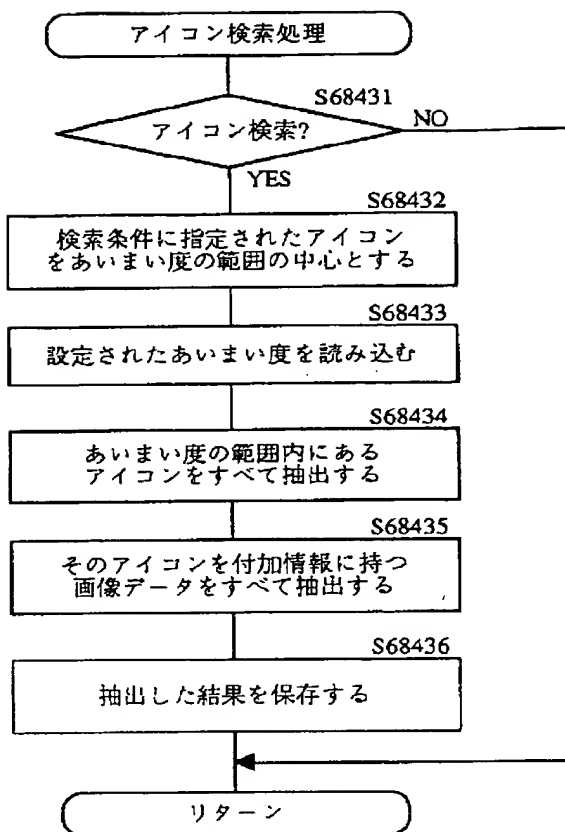 アイコン検索処理
S68431
アイコン検索?
NO
YES
S68432
検索条件に指定されたアイコン
をあいまい度の範囲の中心とする
S68433
設定されたあいまい度を読み込む
S68434
あいまい度の範囲内にある
アイコンをすべて抽出する
S68435
そのアイコンを付加情報に持つ
画像データをすべて抽出する
S68436
抽出した結果を保存する
リターン